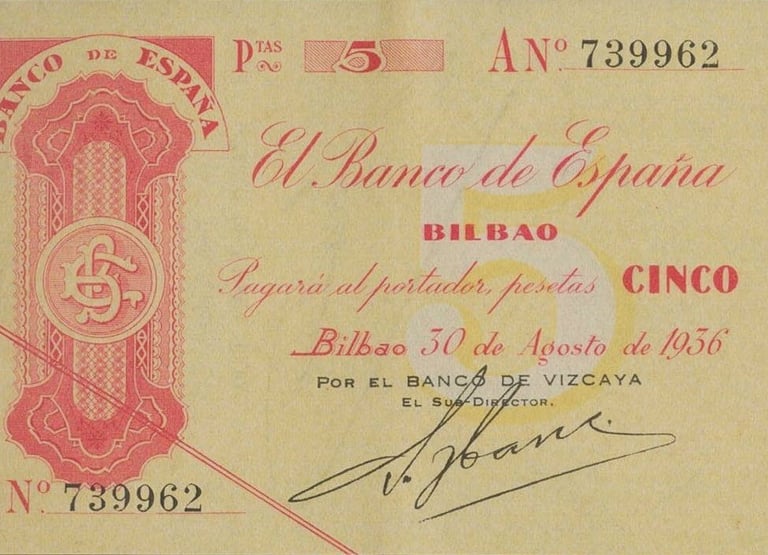 BANCO DE ESPAÑA
PTAS 5 A Nº 739962
El Banco de España
BILBAO
5
Pagará al portador, pesetas CINCO
Bilbao 30 de Agosto de 1936
POR EL BANCO DE VIZCAYA
EL SUB-DIRECTOR.
Nº 739962